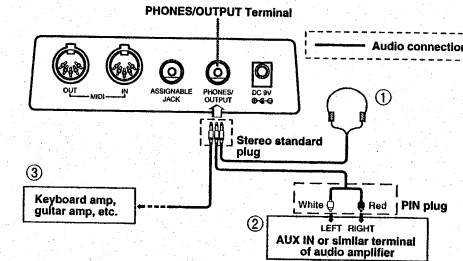 PHONES/OUTPUT Terminal
Audio connection
OUT
MIDI
IN
ASSIGNABLE
JACK
PHONES/
OUTPUT
DC 9V
①
Stereo standard
plug
③
Keyboard amp,
guitar amp, etc.
White
Red
PIN plug
②
LEFT RIGHT
AUX IN or similar terminal
of audio amplifier